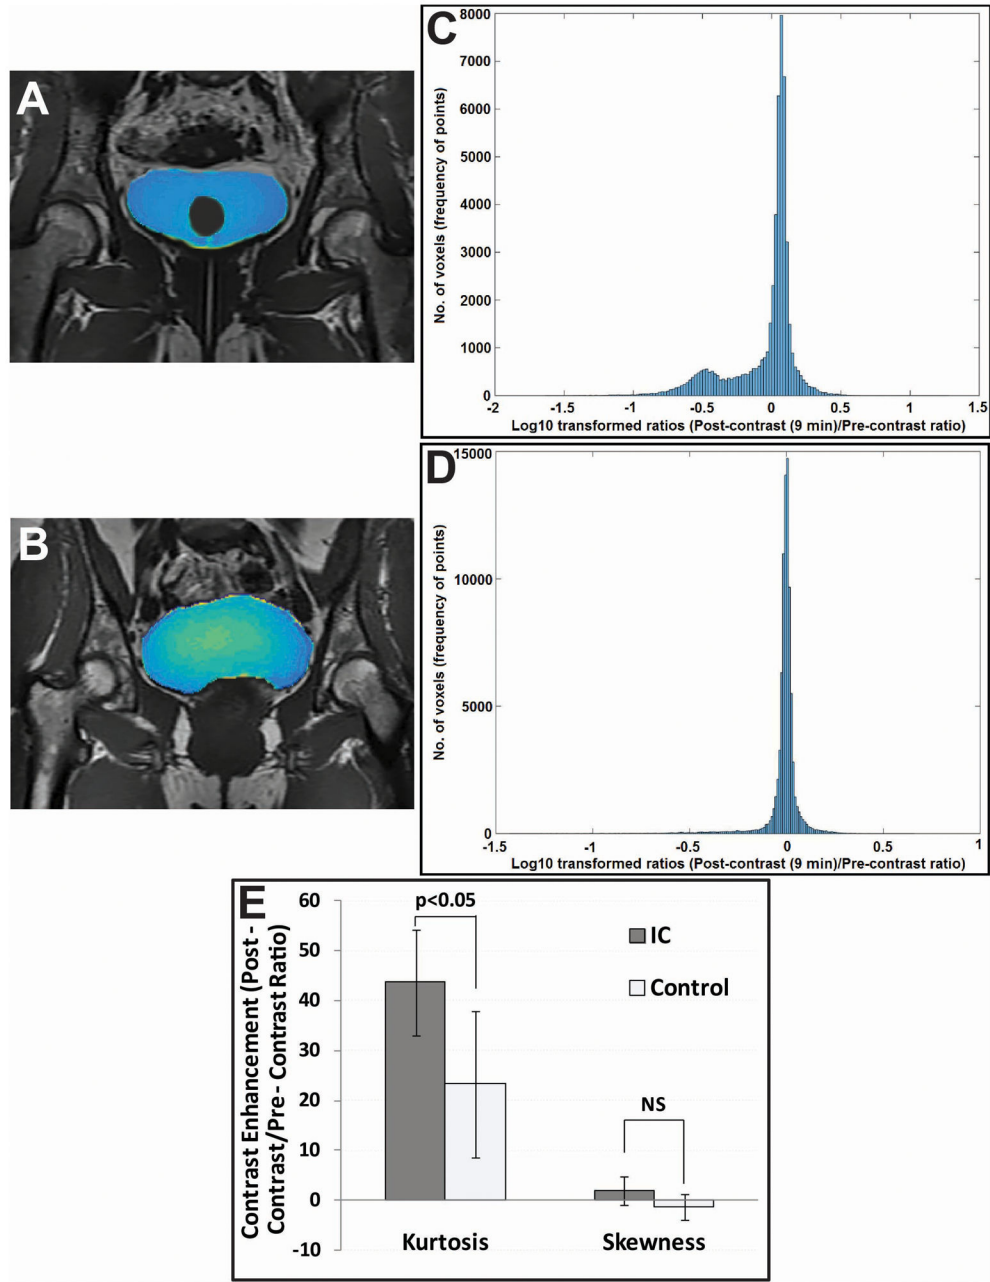 A
C
8000
7000
6000
5000
4000
3000
2000
1000
0
No. of voxels (frequency of points)
-2 -1.5 -1 -0.5 0 0.5 1 1.5
Log10 transformed ratios (Post-contrast (9 min)/Pre-contrast ratio)
B
D
15000
10000
5000
0
No. of voxels (frequency of points)
-1.5 -1 -0.5 0 0.5 1
Log10 transformed ratios (Post-contrast (9 min)/Pre-contrast ratio)
E
Contrast Enhancement (Post-
Contrast/Pre- Contrast Ratio)
60
50
40
30
20
10
0
-10
p<0.05
IC
Control
NS
Kurtosis Skewness